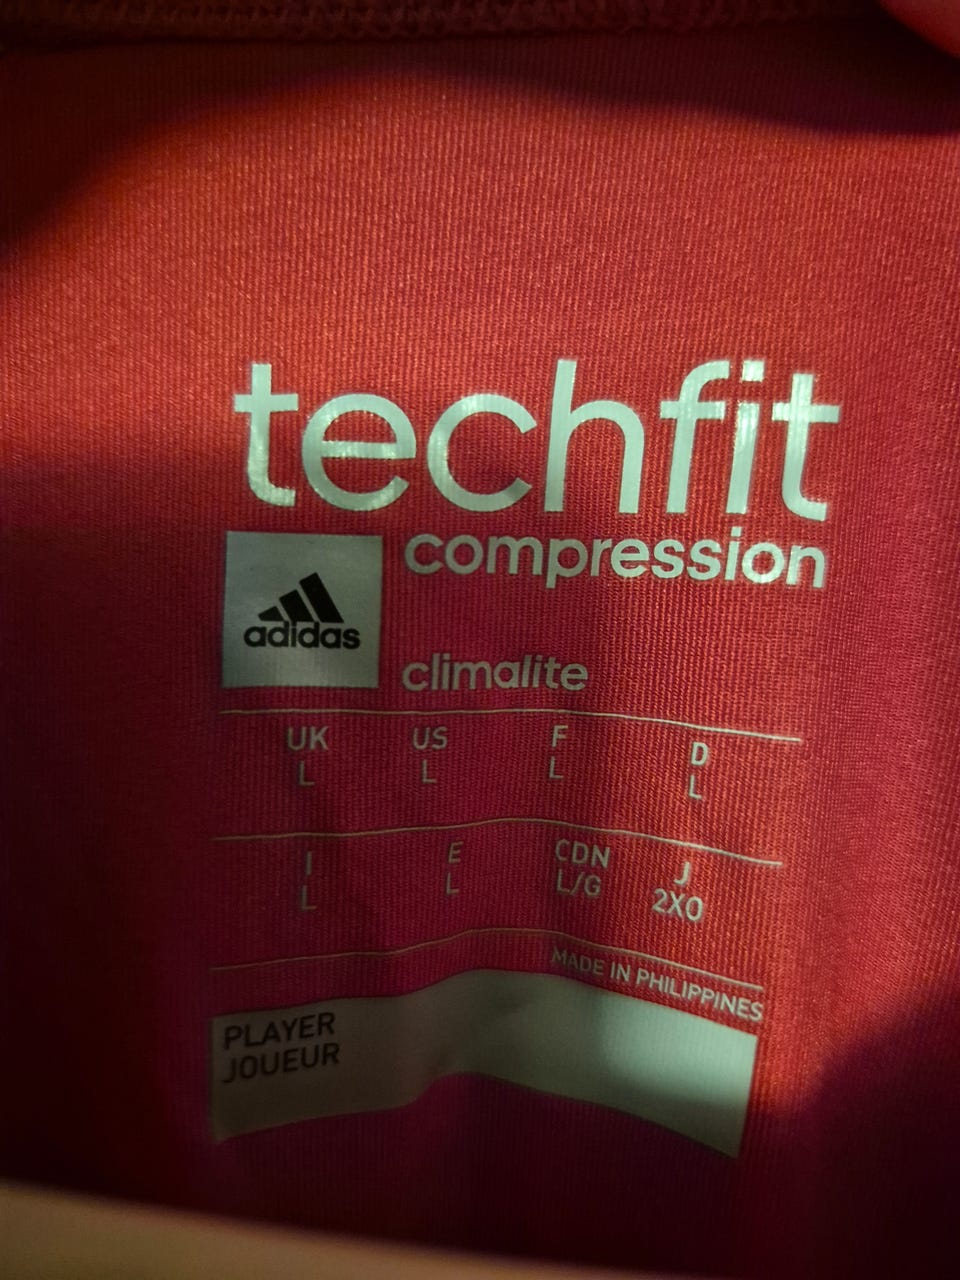 techfit
compression
adidas
climalite
UK US F D
L L L L
I E CDN J
L L L/G 2XO
MADE IN PHILIPPINES
PLAYER
JOUEUR